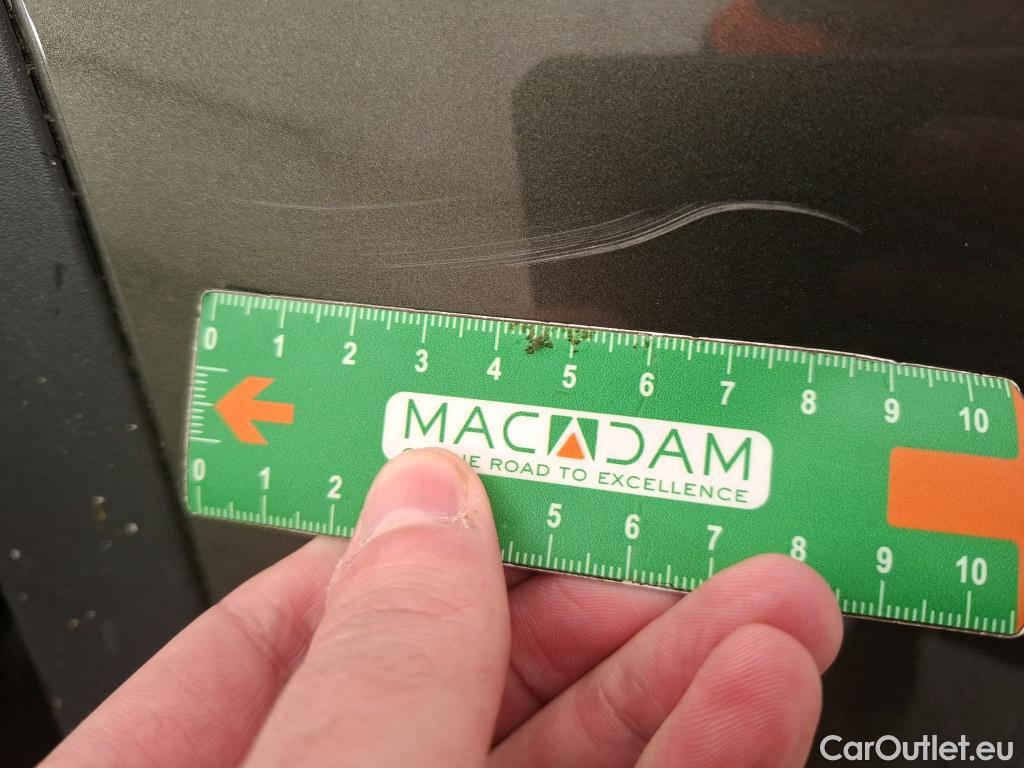 0 1 2 3 4 5 6 7 8 9 10
MACADAM
THE ROAD TO EXCELLENCE
0 1 2 5 6 7 8 9 10
CarOutlet.eu